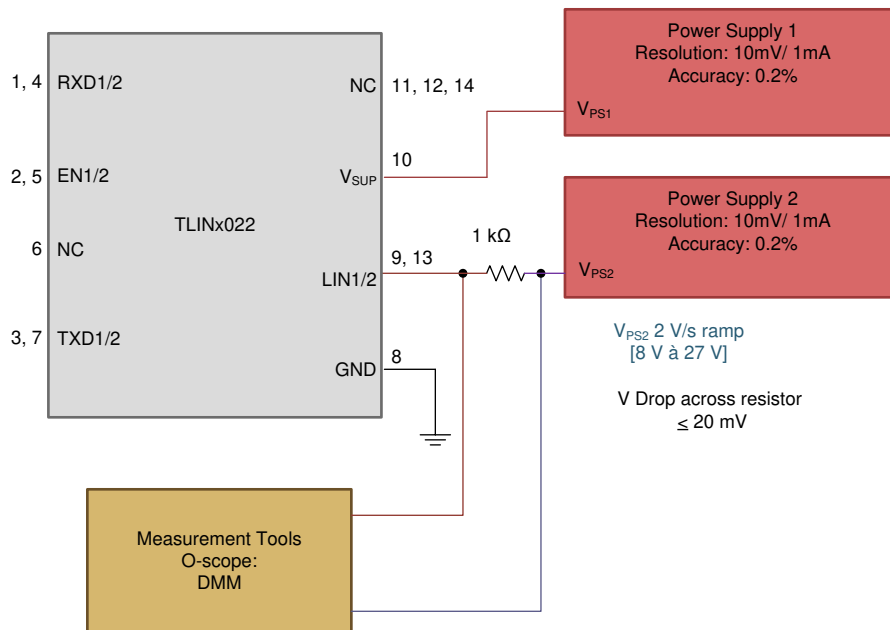 1, 4
RXD1/2
2, 5
EN1/2
6
NC
3, 7
TXD1/2
TLINx022
NC
11, 12, 14
VSUP
10
LIN1/2
9, 13
GND
8
1 kΩ
Power Supply 1
Resolution: 10mV/ 1mA
Accuracy: 0.2%
VPS1
Power Supply 2
Resolution: 10mV/ 1mA
Accuracy: 0.2%
VPS2
VPS2 2 V/s ramp
[8 V à 27 V]
V Drop across resistor
≤ 20 mV
Measurement Tools
O-scope:
DMM